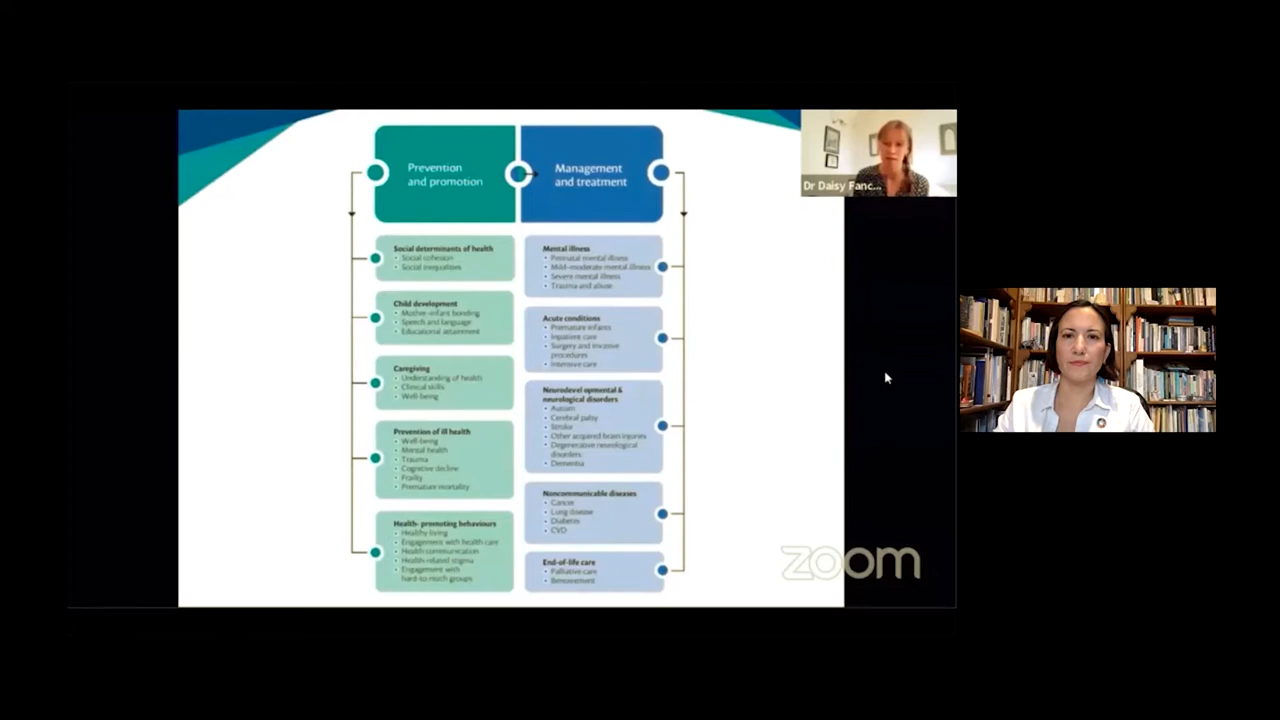 Prevention
and promotion
Management
and treatment
Dr Daisy Fanc...
Social determinants of health
• Social cohesion
• Social inequalities
Child development
• Mother-infant bonding
• Speech and language
• Educational attainment
Caregiving
• Understanding of health
• Clinical skills
• Well-being
Prevention of ill health
• Well-being
• Mental health
• Trauma
• Cognitive decline
• Frailty
• Premature mortality
Health- promoting behaviours
• Healthy living
• Engagement with health care
• Health communication
• Health-related stigma
• Engagement with
hard-to-reach groups
Mental illness
• Perinatal mental illness
• Mild-moderate mental illness
• Severe mental illness
• Trauma and abuse
Acute conditions
• Premature infants
• Inpatient care
• Surgery and invasive
procedures
• Intensive care
Neurodevelopmental &
neurological disorders
• Autism
• Cerebral palsy
• Stroke
• Other acquired brain injuries
• Degenerative neurological
disorders
• Dementia
Noncommunicable diseases
• Cancer
• Lung disease
• Diabetes
• CVD
End-of-life care
• Palliative care
• Bereavement
zoom